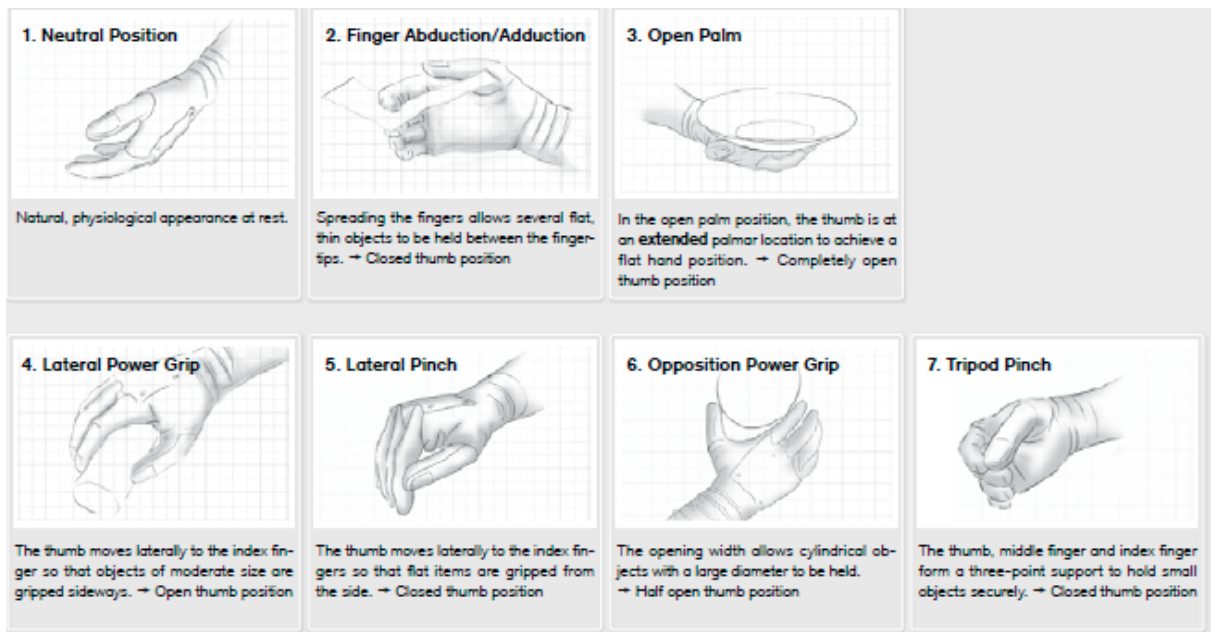 1. Neutral Position
Natural, physiological appearance at rest.
2. Finger Abduction/Adduction
Spreading the fingers allows several flat,
thin objects to be held between the finger-
tips. → Closed thumb position
3. Open Palm
In the open palm position, the thumb is at
an extended palmar location to achieve a
flat hand position. → Completely open
thumb position
4. Lateral Power Grip
The thumb moves laterally to the index fin-
ger so that objects of moderate size are
gripped sideways. → Open thumb position
5. Lateral Pinch
The thumb moves laterally to the index fin-
gers so that flat items are gripped from
the side. → Closed thumb position
6. Opposition Power Grip
The opening width allows cylindrical ob-
jects with a large diameter to be held.
→ Half open thumb position
7. Tripod Pinch
The thumb, middle finger and index finger
form a three-point support to hold small
objects securely. → Closed thumb position